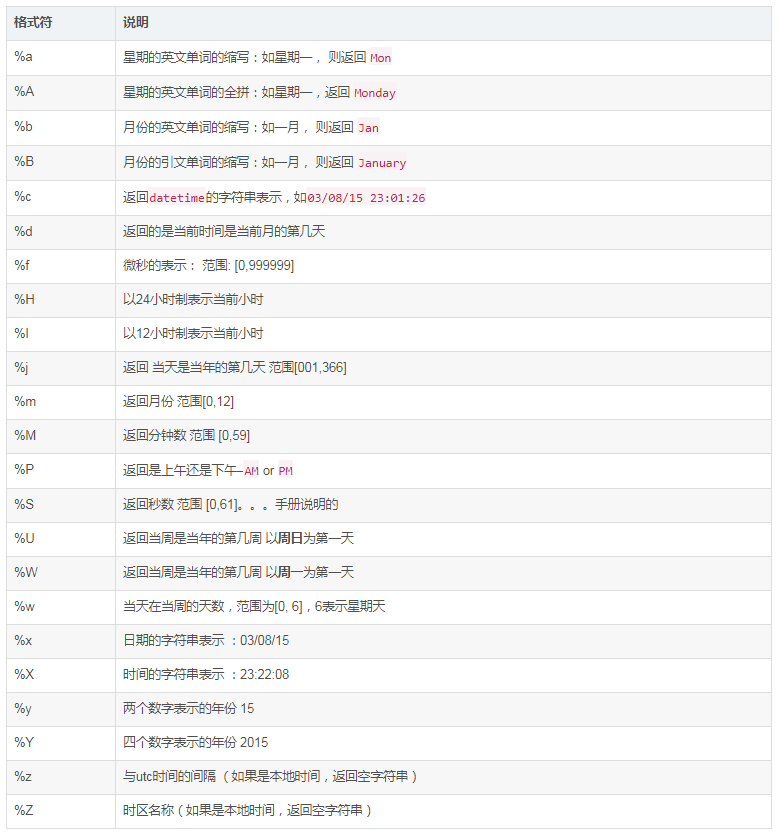 格式符 说明
%a 星期的英文单词的缩写：如星期一， 则返回 Mon
%A 星期的英文单词的全拼：如星期一，返回 Monday
%b 月份的英文单词的缩写：如一月， 则返回 Jan
%B 月份的引文单词的缩写：如一月， 则返回 January
%c 返回datetime的字符串表示，如03/08/15 23:01:26
%d 返回的是当前时间是当前月的第几天
%f 微秒的表示： 范围: [0,999999]
%H 以24小时制表示当前小时
%I 以12小时制表示当前小时
%j 返回 当天是当年的第几天 范围[001,366]
%m 返回月份 范围[0,12]
%M 返回分钟数 范围 [0,59]
%P 返回是上午还是下午–AM or PM
%S 返回秒数 范围 [0,61]。。。手册说明的
%U 返回当周是当年的第几周 以周日为第一天
%W 返回当周是当年的第几周 以周一为第一天
%w 当天在当周的天数，范围为[0, 6]，6表示星期天
%x 日期的字符串表示 ：03/08/15
%X 时间的字符串表示 ：23:22:08
%y 两个数字表示的年份 15
%Y 四个数字表示的年份 2015
%z 与utc时间的间隔 （如果是本地时间，返回空字符串）
%Z 时区名称（如果是本地时间，返回空字符串）